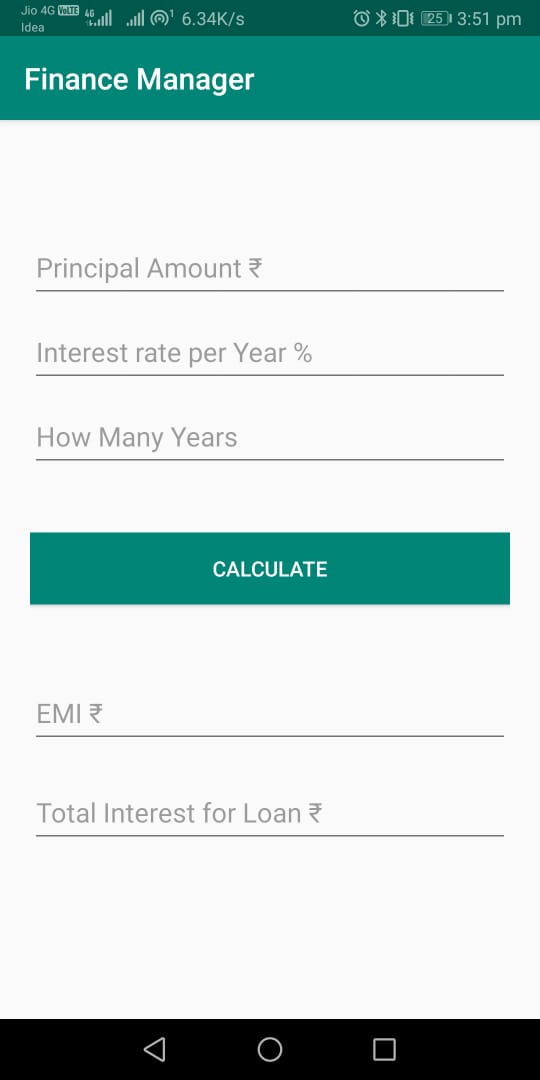 Jio 4G VoLTE 4G 1 6.34K/s 25 3:51 pm
Idea
Finance Manager
Principal Amount ₹
Interest rate per Year %
How Many Years
CALCULATE
EMI ₹
Total Interest for Loan ₹